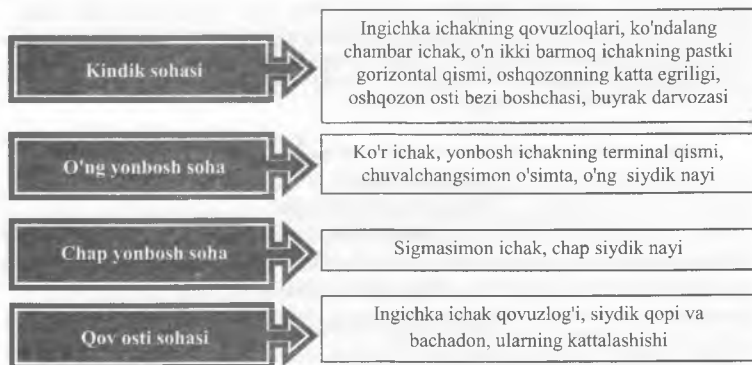 Kindik sohasi
Ingichka ichakning qovuzloqlari, ko'ndalang
chambar ichak, o'n ikki barmoq ichakning pastki
gorizontal qismi, oshqozonning katta egriligi,
oshqozon osti bezi boshchasi, buyrak darvozasi
O'ng yonbosh soha
Ko'r ichak, yonbosh ichakning terminal qismi,
chuvalchangsimon o'simta, o'ng siydik nayi
Chap yonbosh soha
Sigmasimon ichak, chap siydik nayi
Qov osti sohasi
Ingichka ichak qovuzlog'i, siydik qopi va
bachadon, ularning kattalashishi